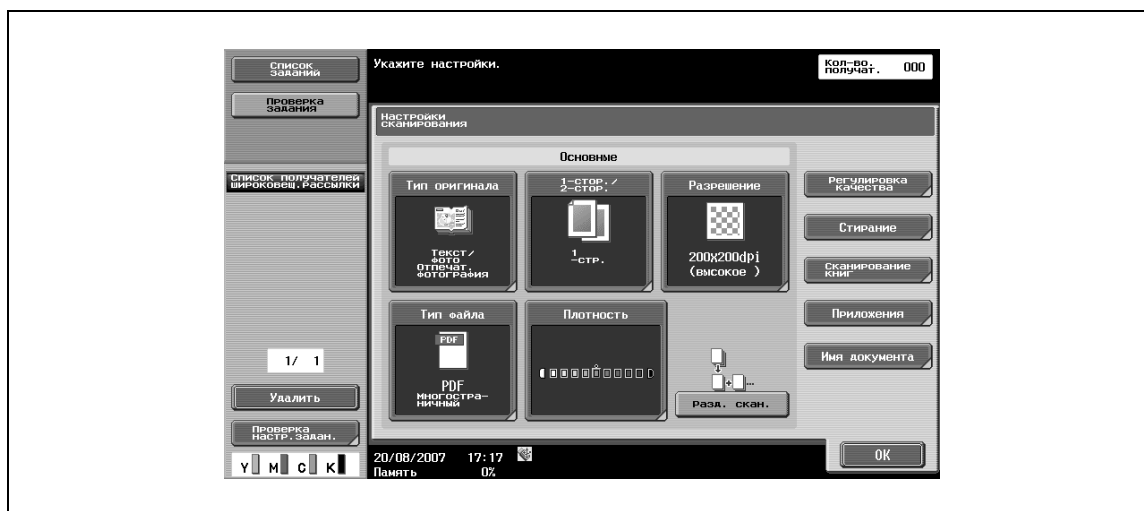 Список
заданий
Проверка
задания
Список получателей
широковещ.рассылки
1/ 1
Удалить
Проверка
настр.задан.
Y M C K
Укажите настройки.
Кол-во.
получат. 000
Настройки
сканирования
Основные
Тип оригинала
Текст/
фото
Отпечат.
фотография
1-СТОР./
2-СТОР.
1
-СТР.
Разрешение
200X200dpi
(высокое )
Тип файла
PDF
PDF
Многостра-
ничный
Плотность
Разд. скан.
Регулировка
качества
Стирание
Сканирование
книг
Приложения
Имя документа
20/08/2007 17:17
Память 0%
OK